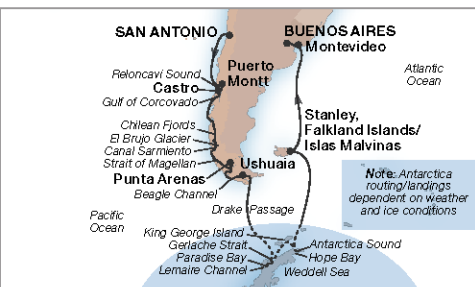 SAN ANTONIO
BUENOS AIRES
Montevideo
Puerto
Montt
Atlantic
Ocean
Reloncavi Sound
Castro
Gulf of Corcovado
Chilean Fjords
El Brujo Glacier
Canal Sarmiento
Strait of Magellan
Punta Arenas
Ushuaia
Beagle Channel
Stanley,
Falkland Islands/
Islas Malvinas
Note: Antarctica
routing/landings
dependent on weather
and ice conditions
Pacific
Ocean
Drake Passage
King George Island
Gerlache Strait
Paradise Bay
Lemaire Channel
Antarctica Sound
Hope Bay
Weddell Sea